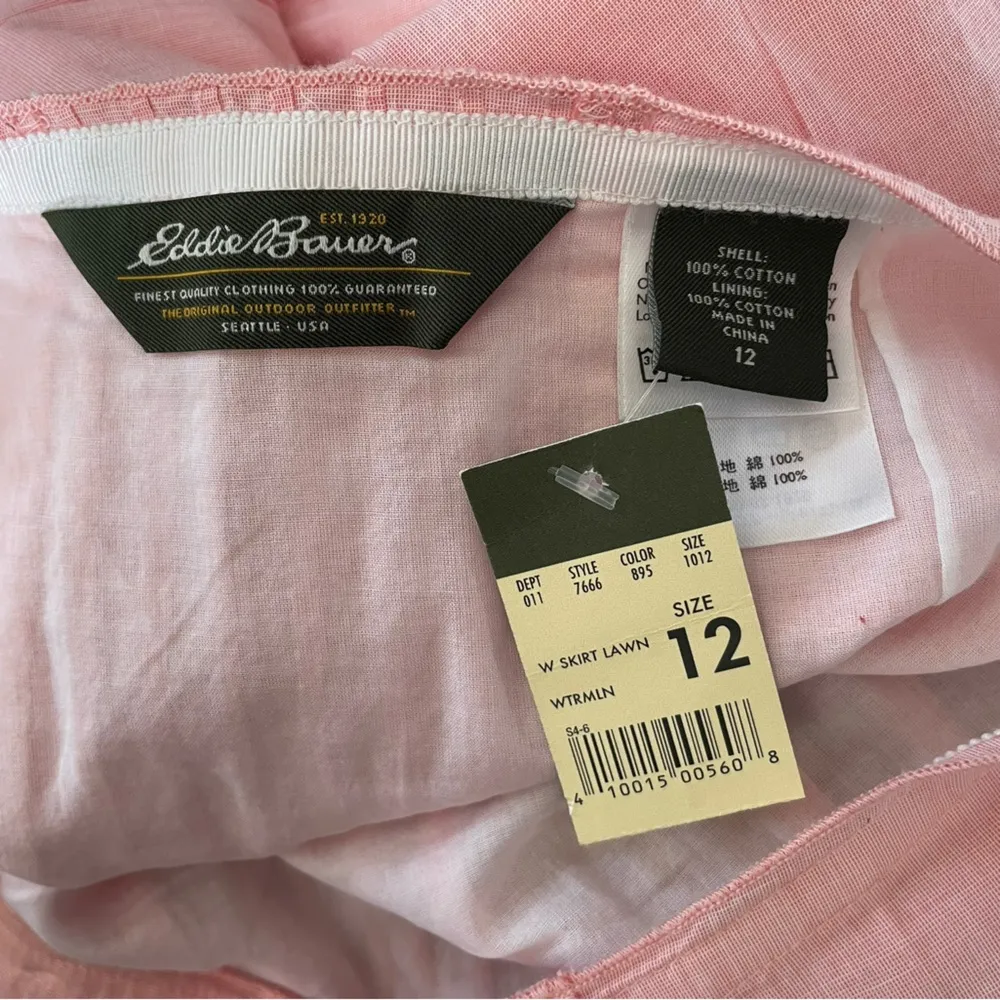 EST. 1920
Eddie Bauer®
FINEST QUALITY CLOTHING 100% GUARANTEED
THE ORIGINAL OUTDOOR OUTFITTER™
SEATTLE · USA
SHELL:
100% COTTON
LINING:
100% COTTON
MADE IN
CHINA
12
地 綿 100%
地 綿 100%
DEPT STYLE COLOR SIZE
011 7666 895 1012
SIZE
12
W SKIRT LAWN
WTRMLN
S4-6
4 10015 00560 8